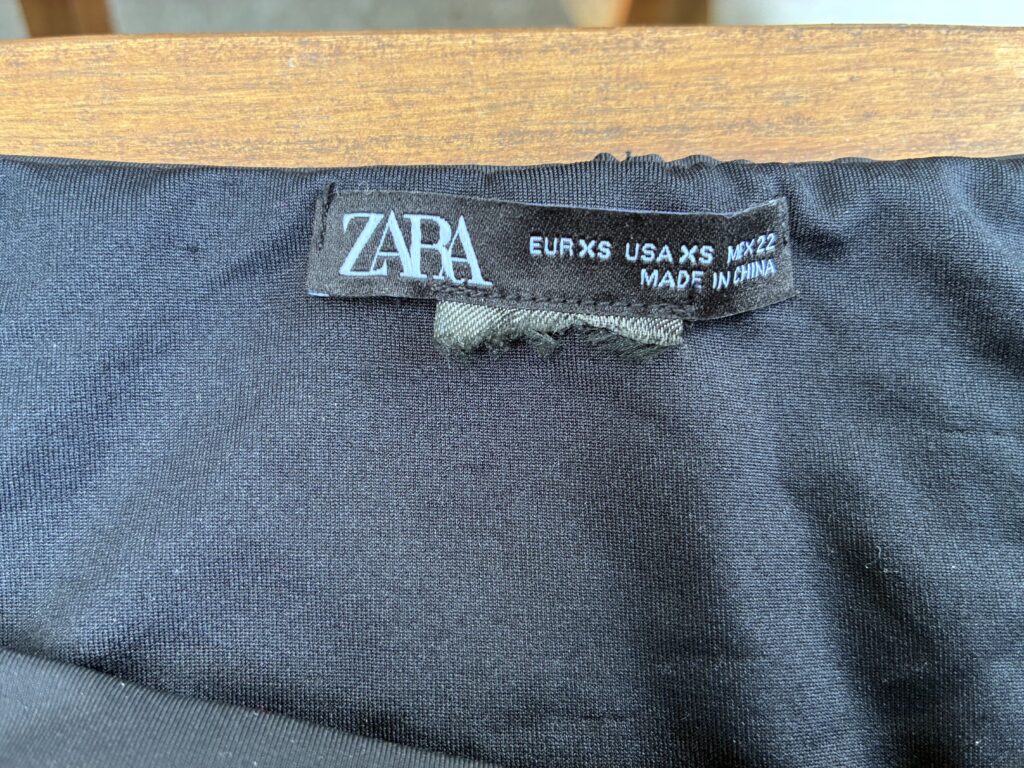 ZARA
EUR XS USA XS MEX 22
MADE IN CHINA